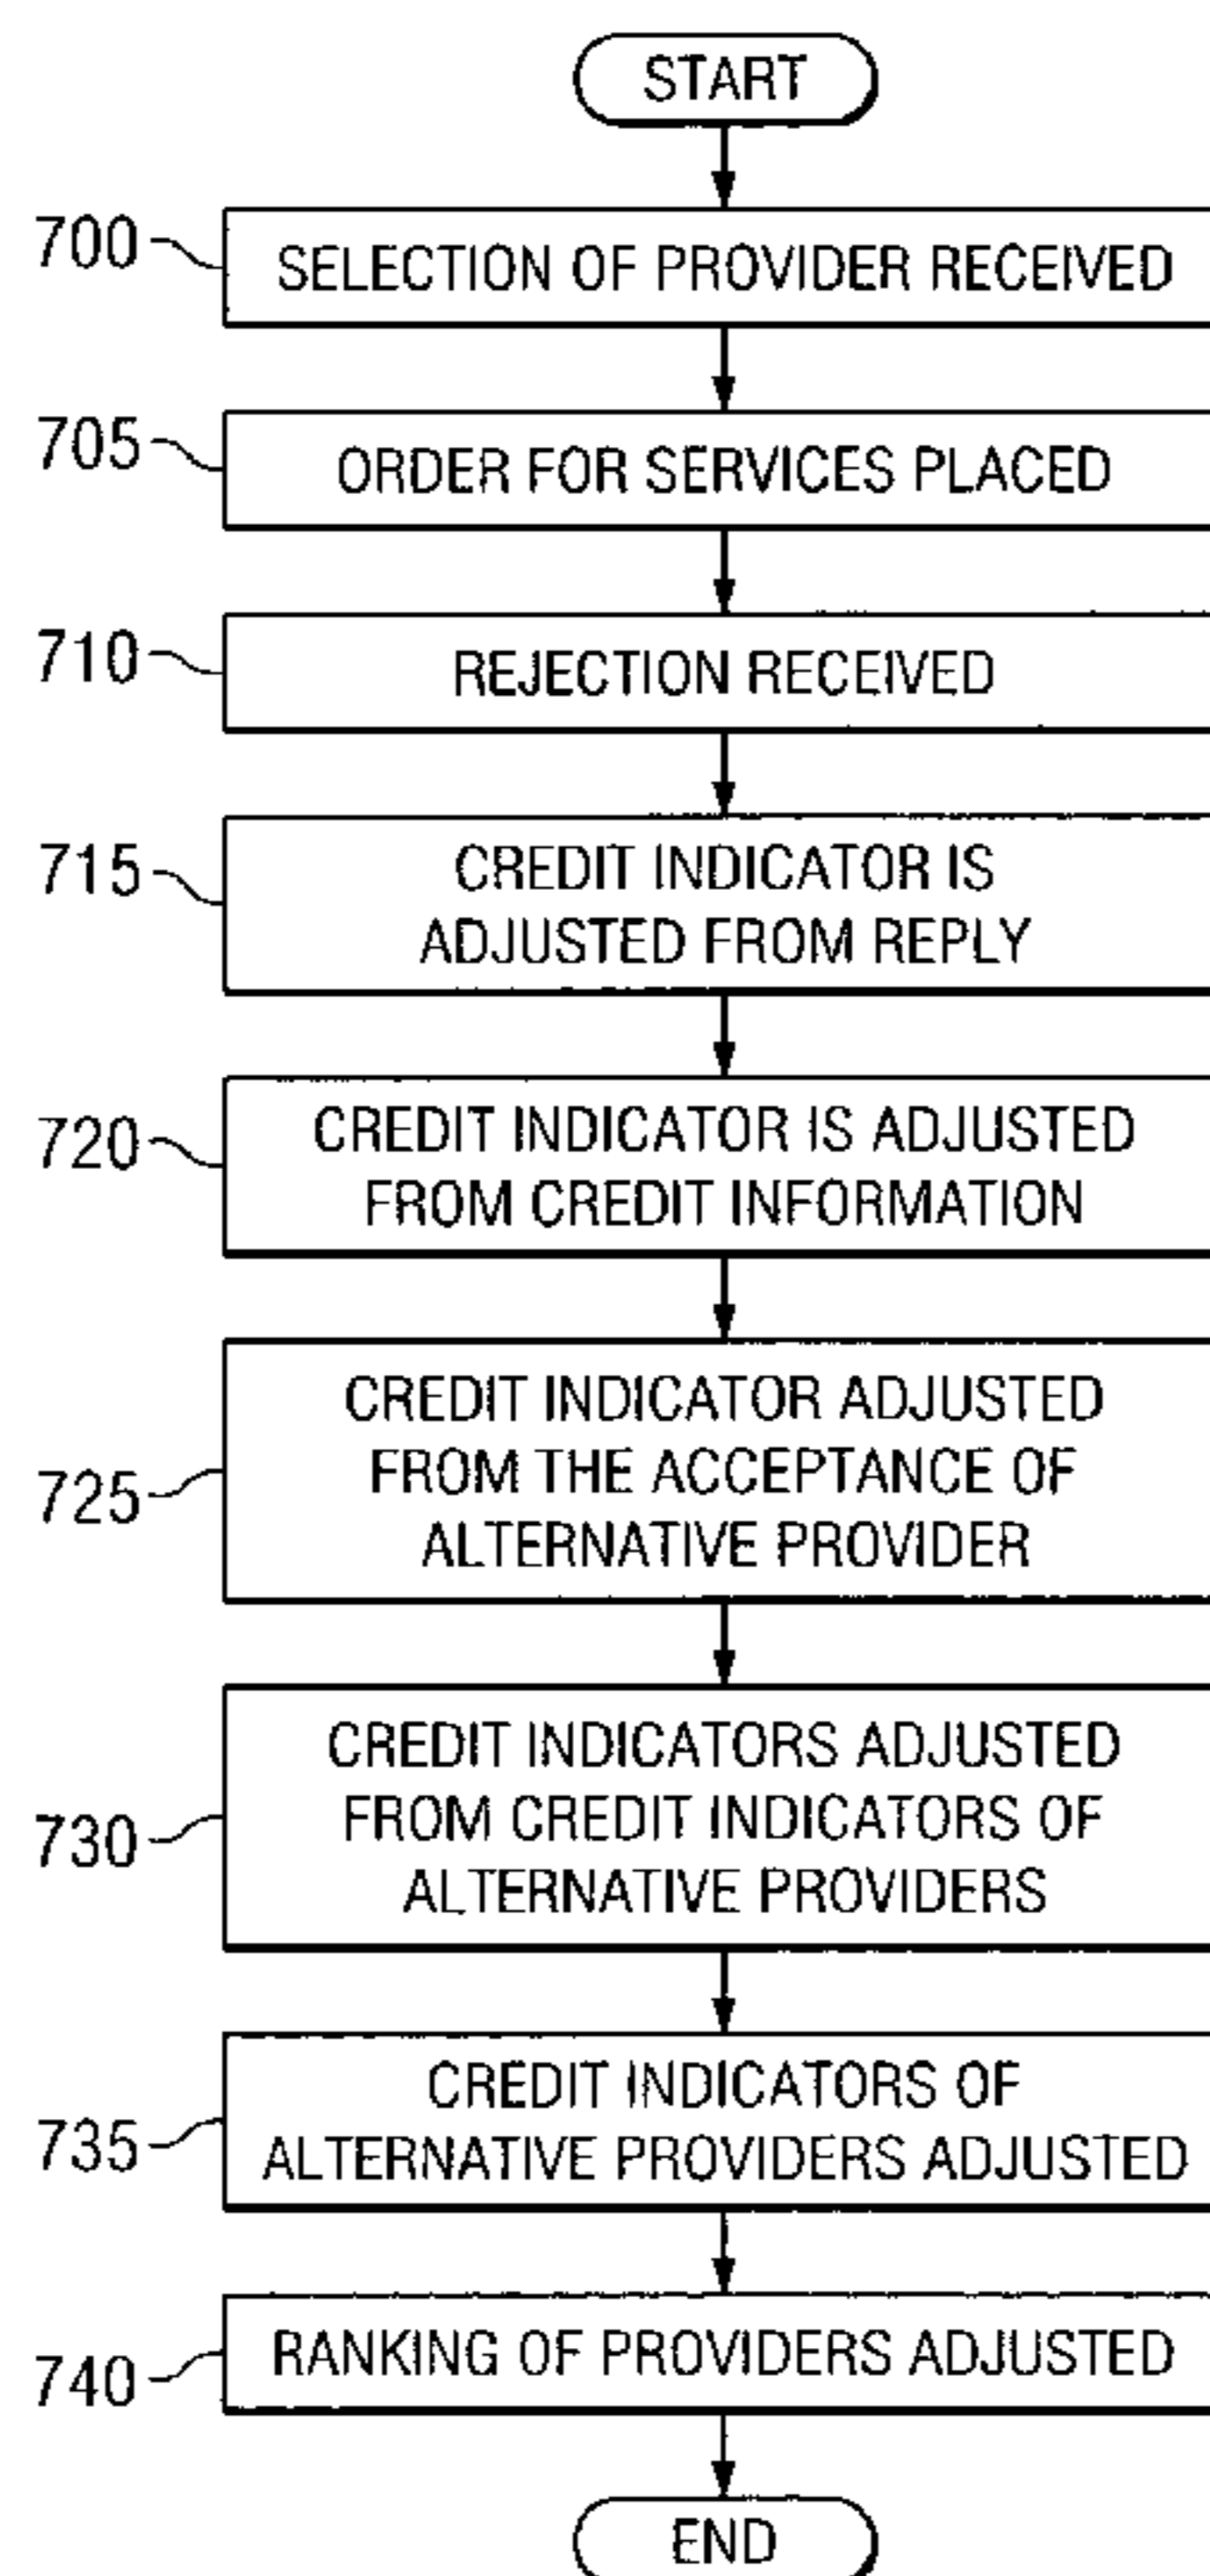 START
700
SELECTION OF PROVIDER RECEIVED
705
ORDER FOR SERVICES PLACED
710
REJECTION RECEIVED
715
CREDIT INDICATOR IS
ADJUSTED FROM REPLY
720
CREDIT INDICATOR IS ADJUSTED
FROM CREDIT INFORMATION
725
CREDIT INDICATOR ADJUSTED
FROM THE ACCEPTANCE OF
ALTERNATIVE PROVIDER
730
CREDIT INDICATORS ADJUSTED
FROM CREDIT INDICATORS OF
ALTERNATIVE PROVIDERS
735
CREDIT INDICATORS OF
ALTERNATIVE PROVIDERS ADJUSTED
740
RANKING OF PROVIDERS ADJUSTED
END